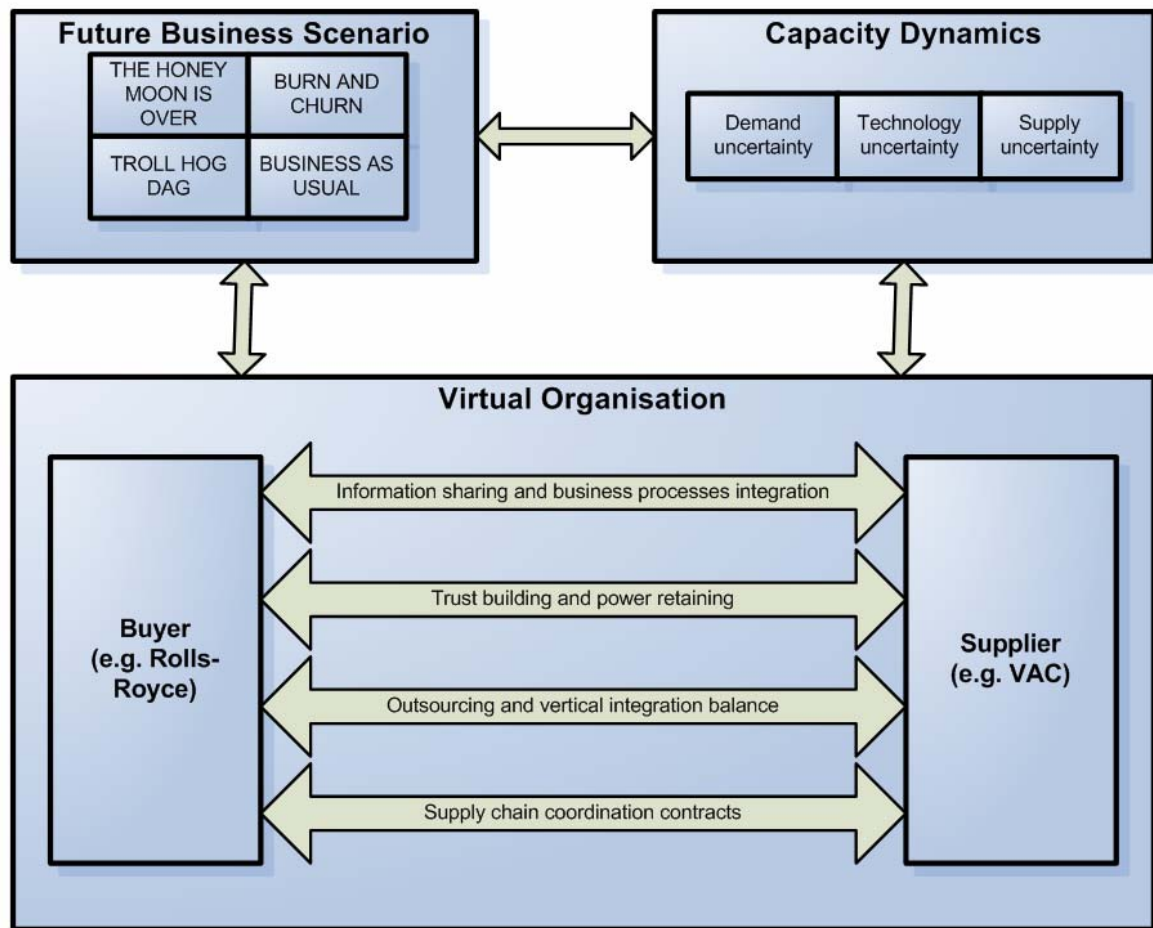 Future Business Scenario
THE HONEY
MOON IS
OVER
BURN AND
CHURN
TROLL HOG
DAG
BUSINESS AS
USUAL
Capacity Dynamics
Demand
uncertainty
Technology
uncertainty
Supply
uncertainty
Virtual Organisation
Buyer
(e.g. Rolls-
Royce)
Information sharing and business processes integration
Trust building and power retaining
Outsourcing and vertical integration balance
Supply chain coordination contracts
Supplier
(e.g. VAC)